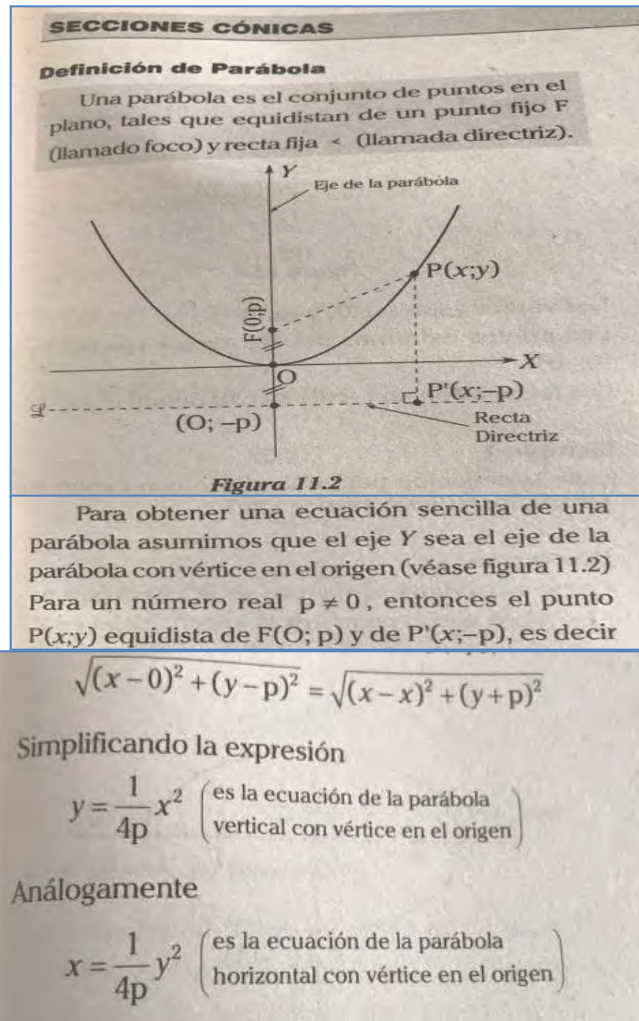 SECCIONES CÓNICAS
Definición de Parábola
Una parábola es el conjunto de puntos en el
plano, tales que equidistan de un punto fijo F
(llamado foco) y recta fija < (llamada directriz).
Y
Eje de la parábola
P(x;y)
F(0;p)
X
O
P'(x;–p)
ℒ
(O; –p)
Recta
Directriz
Figura 11.2
Para obtener una ecuación sencilla de una
parábola asumimos que el eje Y sea el eje de la
parábola con vértice en el origen (véase figura 11.2)
Para un número real p ≠ 0, entonces el punto
P(x;y) equidista de F(O; p) y de P'(x;–p), es decir
√((x – 0)² + (y – p)²) = √((x – x)² + (y + p)²)
Simplificando la expresión
y = 1/4p x² (es la ecuación de la parábola
vertical con vértice en el origen)
Análogamente
x = 1/4p y² (es la ecuación de la parábola
horizontal con vértice en el origen)